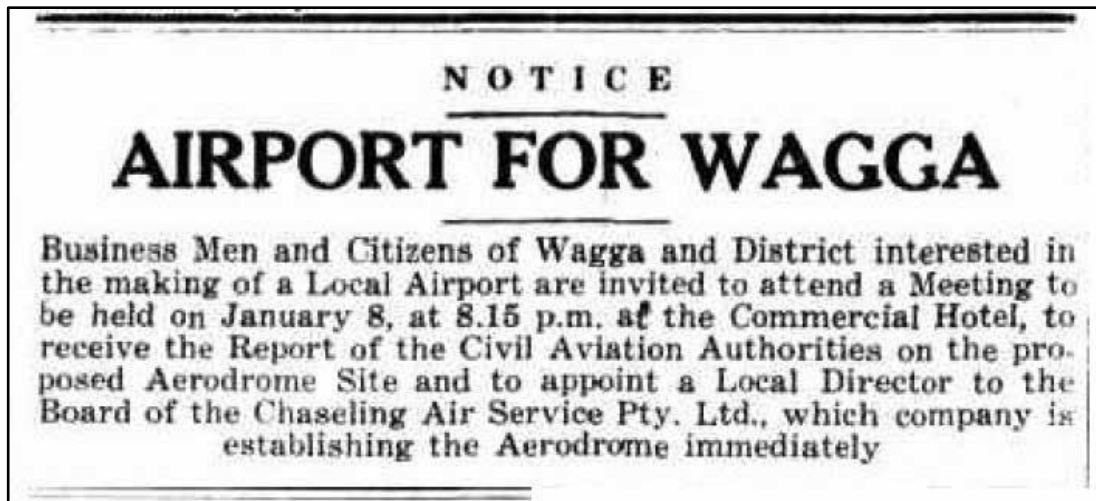 NOTICE
AIRPORT FOR WAGGA
Business Men and Citizens of Wagga and District interested in
the making of a Local Airport are invited to attend a Meeting to
be held on January 8, at 8.15 p.m. at the Commercial Hotel, to
receive the Report of the Civil Aviation Authorities on the pro-
posed Aerodrome Site and to appoint a Local Director to the
Board of the Chaseling Air Service Pty. Ltd., which company is
establishing the Aerodrome immediately